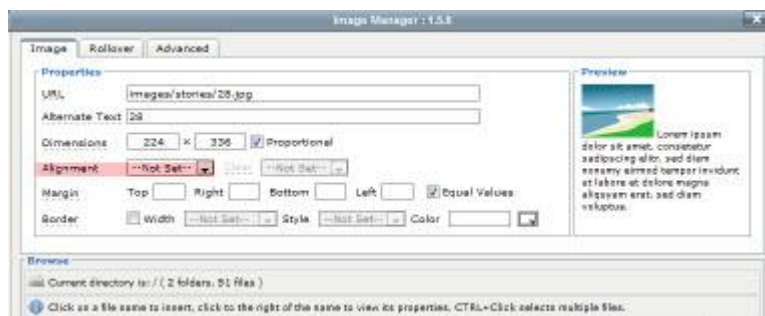 Image Manager : 1.5.5
Image Rollover Advanced
Properties
URL images/stories/28.jpg
Alternate Text 28
Dimensions 224 x 336 Proportional
Alignment --Not Set-- Clear --Not Set--
Margin Top Right Bottom Left Equal Values
Border Width --Not Set-- Style --Not Set-- Color
Preview
Lorem ipsum
dolor sit amet, consetetur
sadipscing elitr, sed diam
nonumy eirmod tempor invidunt
ut labore et dolore magna
aliquyam erat, sed diam
voluptua.
Browse
Current directory is: / ( 2 folders, 91 files )
Click on a file name to insert, click to the right of the name to view its properties, CTRL+Click selects multiple files.